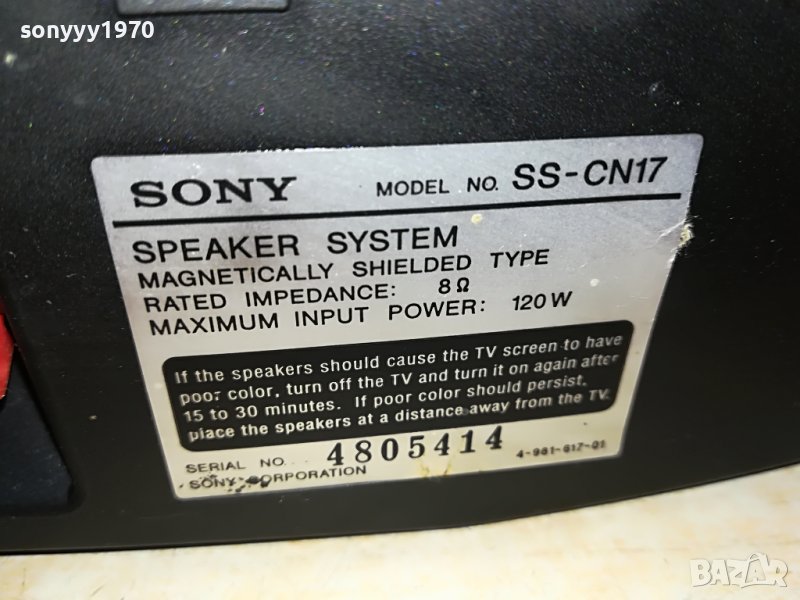 sonyyy1970
SONY MODEL NO. SS-CN17
SPEAKER SYSTEM
MAGNETICALLY SHIELDED TYPE
RATED IMPEDANCE: 8 Ω
MAXIMUM INPUT POWER: 120 W
If the speakers should cause the TV screen to have
poor color, turn off the TV and turn it on again after
15 to 30 minutes. If poor color should persist,
place the speakers at a distance away from the TV.
SERIAL NO. 4805414 4-961-617-01
SONY CORPORATION
BAZAR